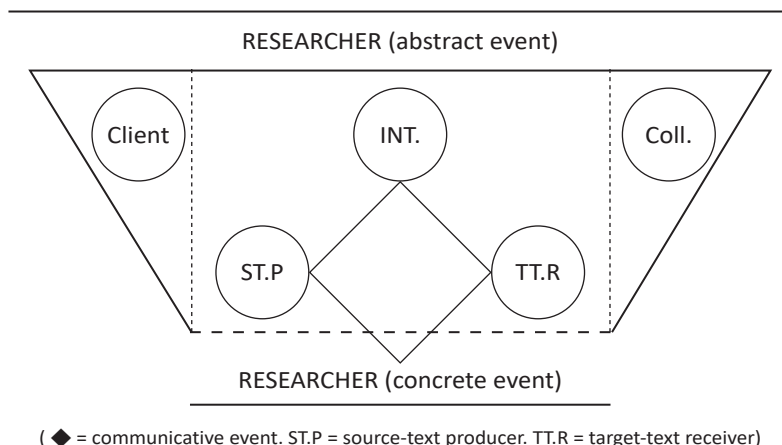 RESEARCHER (abstract event)
Client
INT.
Coll.
ST.P
TT.R
RESEARCHER (concrete event)
( ◆ = communicative event. ST.P = source-text producer. TT.R = target-text receiver)